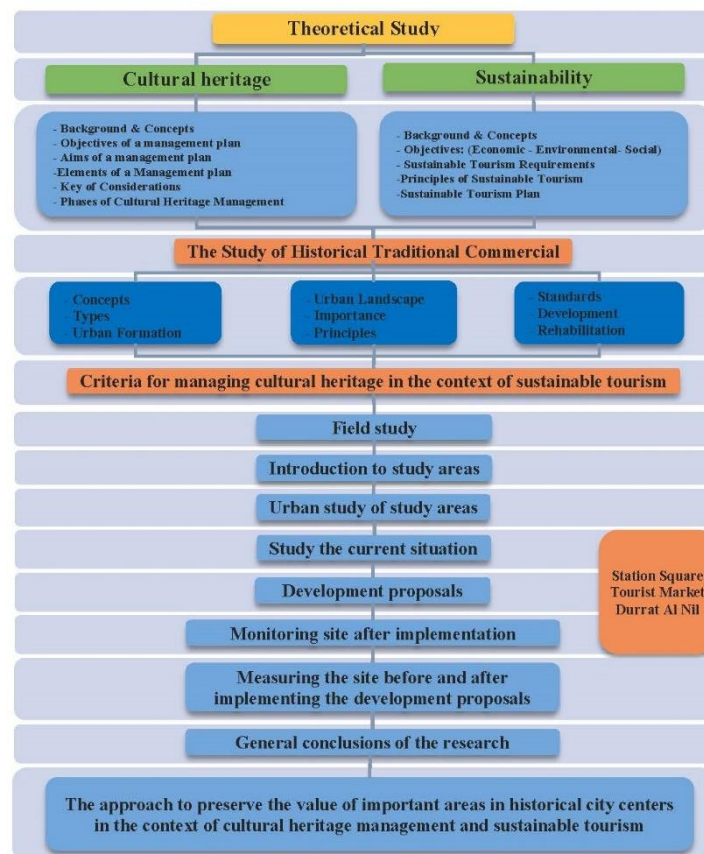 Theoretical Study
Cultural heritage
Sustainability
- Background & Concepts
- Objectives of a management plan
- Aims of a management plan
-Elements of a Management plan
- Key of Considerations
- Phases of Cultural Heritage Management
- Background & Concepts
- Objectives: (Economic - Environmental- Social)
- Sustainable Tourism Requirements
-Principles of Sustainable Tourism
-Sustainable Tourism Plan
The Study of Historical Traditional Commercial
- Concepts
- Types
- Urban Formation
- Urban Landscape
- Importance
- Principles
- Standards
- Development
- Rehabilitation
Criteria for managing cultural heritage in the context of sustainable tourism
Field study
Introduction to study areas
Urban study of study areas
Study the current situation
Development proposals
Station Square
Tourist Market
Durrat Al Nil
Monitoring site after implementation
Measuring the site before and after
implementing the development proposals
General conclusions of the research
The approach to preserve the value of important areas in historical city centers
in the context of cultural heritage management and sustainable tourism